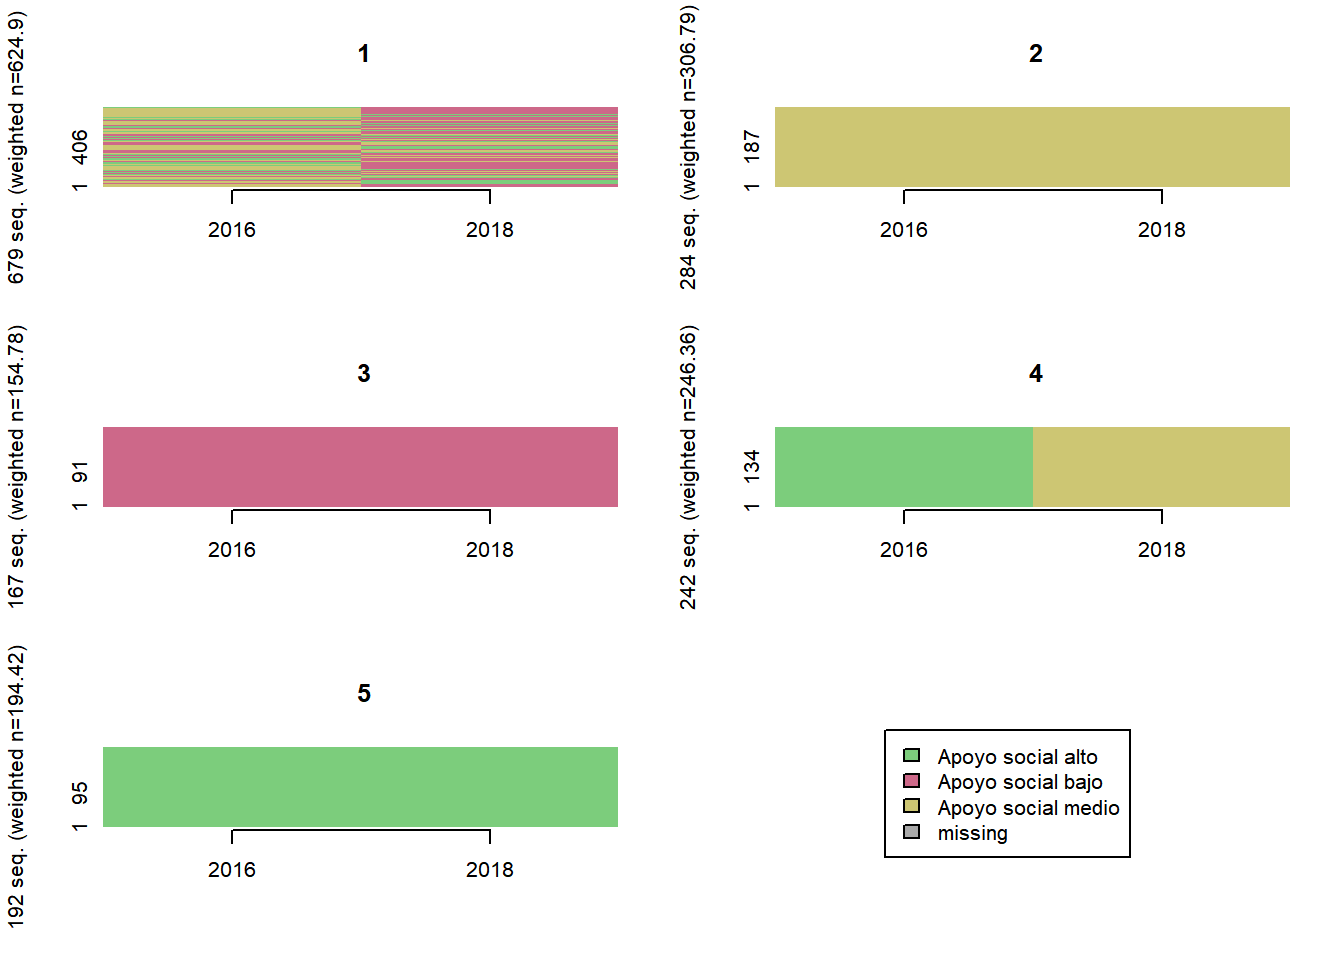 1
679 seq. (weighted n=624.9)
1 406
2016 2018
2
284 seq. (weighted n=306.79)
1 187
2016 2018
3
167 seq. (weighted n=154.78)
1 91
2016 2018
4
242 seq. (weighted n=246.36)
1 134
2016 2018
5
192 seq. (weighted n=194.42)
1 95
2016 2018
Apoyo social alto
Apoyo social bajo
Apoyo social medio
missing